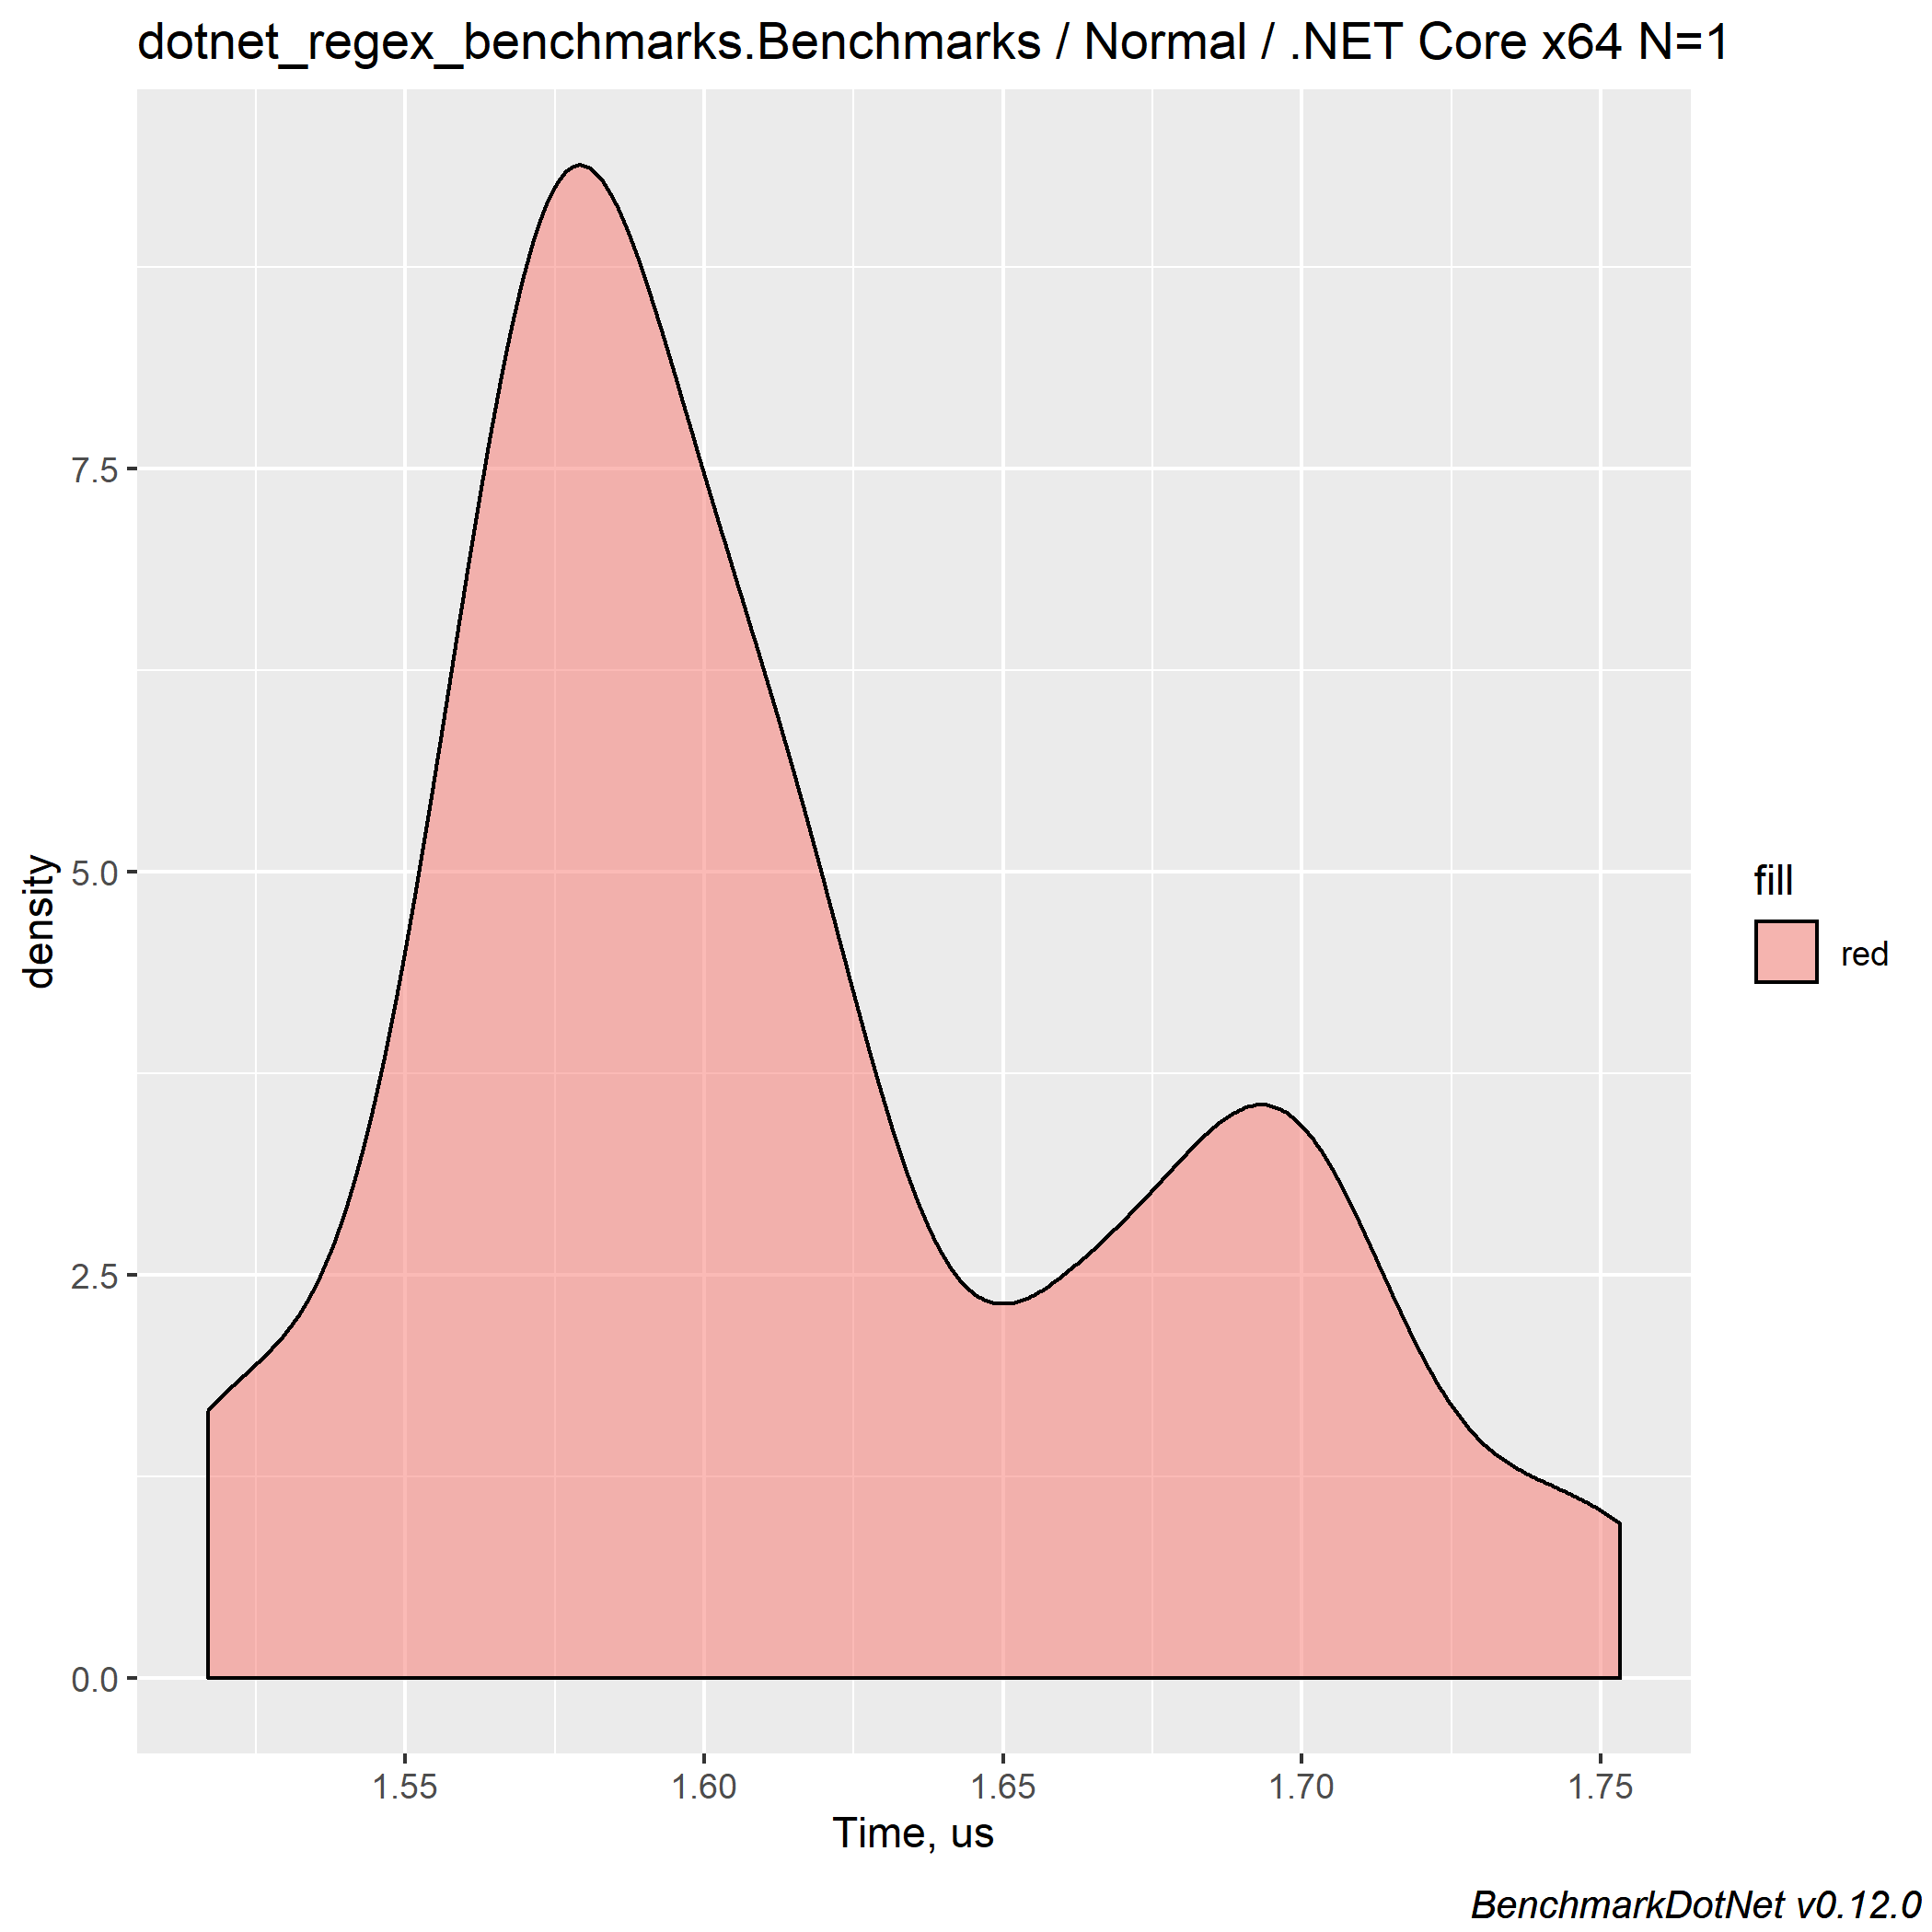 dotnet_regex_benchmarks.Benchmarks / Normal / .NET Core x64 N=1
density
7.5
5.0
2.5
0.0
1.55 1.60 1.65 1.70 1.75
Time, us
fill
red
BenchmarkDotNet v0.12.0